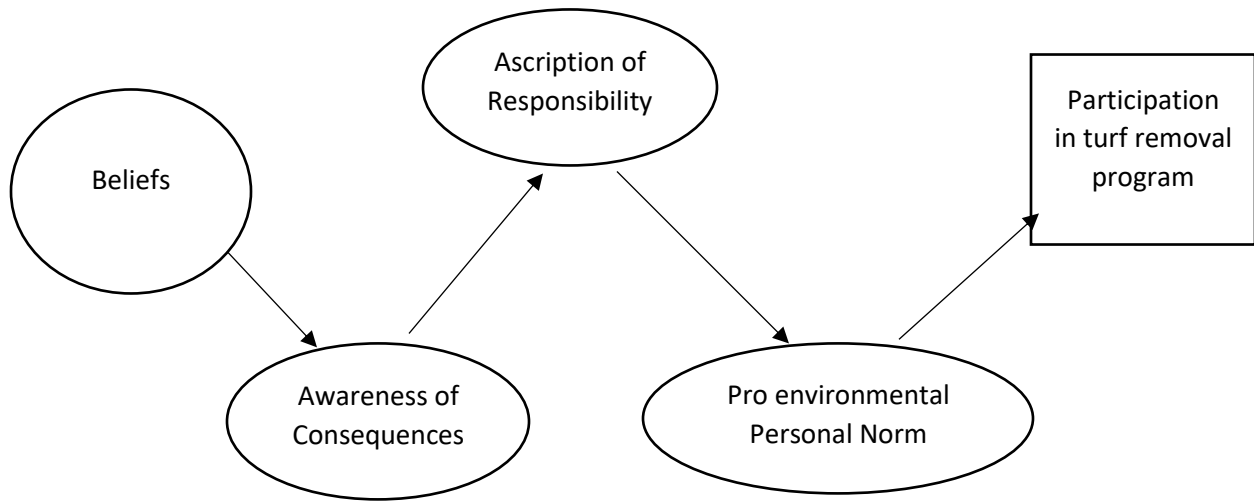 Beliefs
Awareness of
Consequences
Ascription of
Responsibility
Pro environmental
Personal Norm
Participation
in turf removal
program